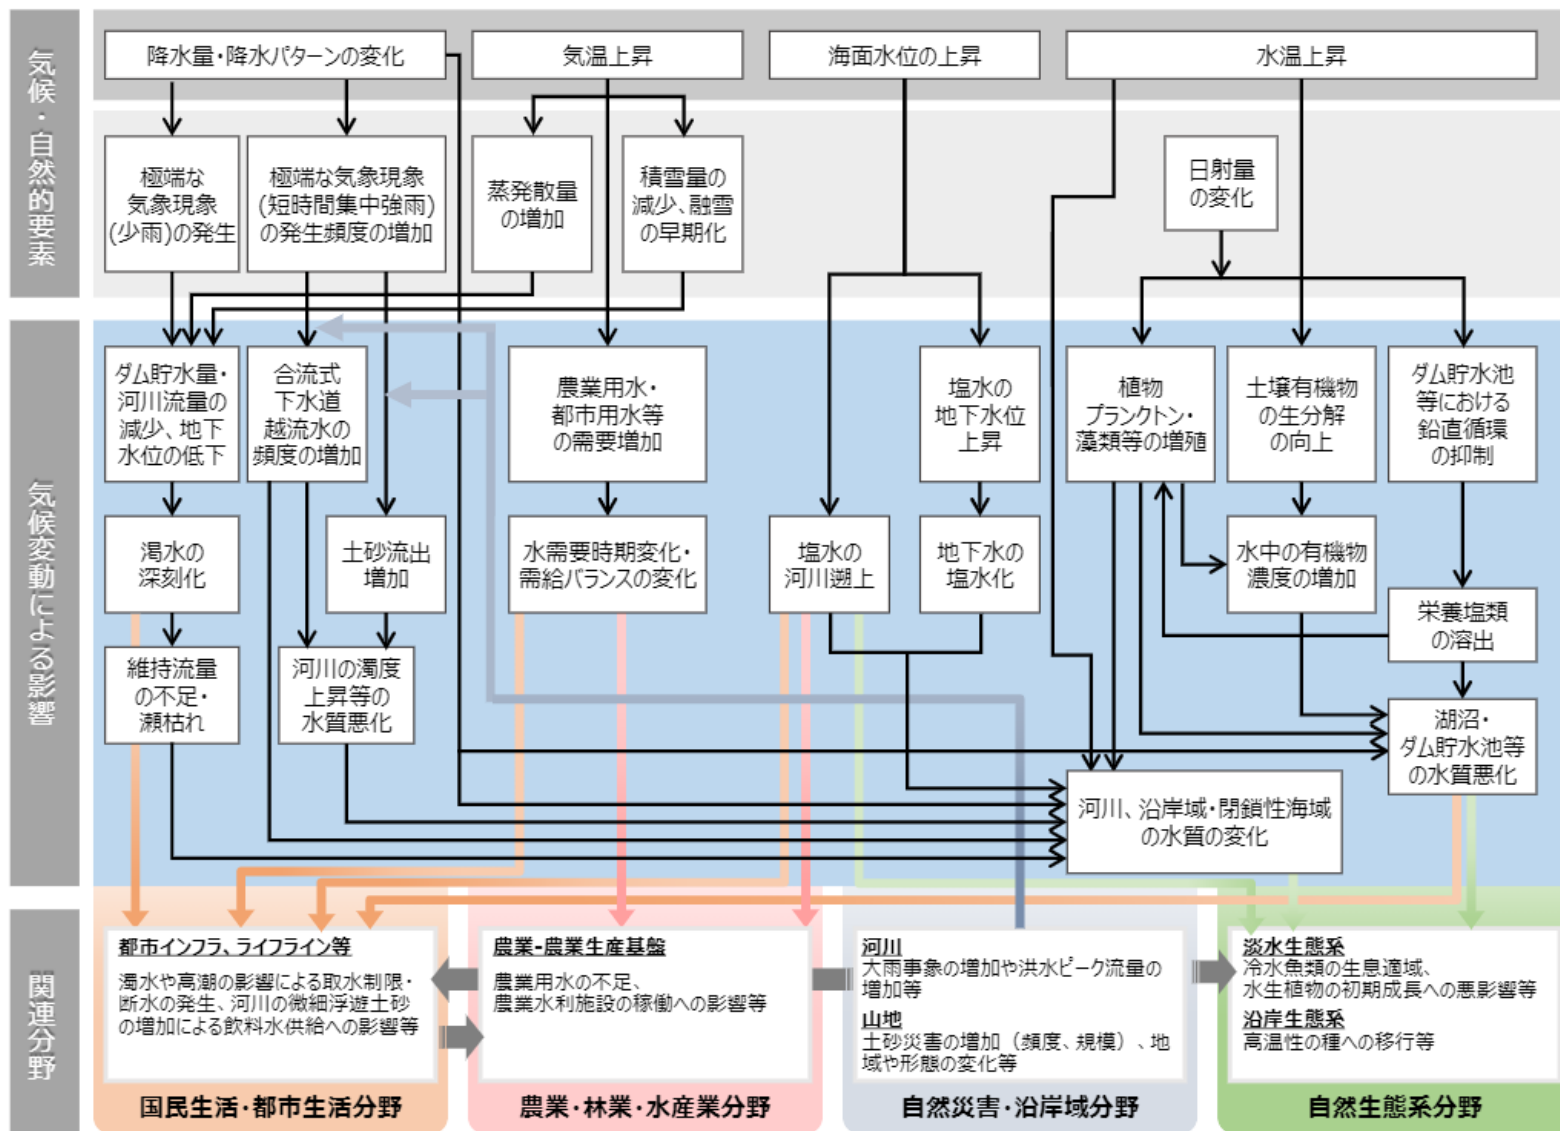 気候・自然的要素
降水量・降水パターンの変化
気温上昇
海面水位の上昇
水温上昇
極端な
気象現象
(少雨)の発生
極端な気象現象
(短時間集中強雨)
の発生頻度の増加
蒸発散量
の増加
積雪量の
減少、融雪
の早期化
日射量
の変化
気候変動による影響
ダム貯水量・
河川流量の
減少、地下
水位の低下
合流式
下水道
越流水の
頻度の増加
農業用水・
都市用水等
の需要増加
塩水の
地下水位
上昇
植物
プランクトン・
藻類等の増殖
土壌有機物
の生分解
の向上
ダム貯水池
等における
鉛直循環
の抑制
渇水の
深刻化
土砂流出
増加
水需要時期変化・
需給バランスの変化
塩水の
河川遡上
地下水の
塩水化
水中の有機物
濃度の増加
栄養塩類
の溶出
維持流量
の不足・
瀬枯れ
河川の濁度
上昇等の
水質悪化
湖沼・
ダム貯水池等
の水質悪化
河川、沿岸域・閉鎖性海域
の水質の変化
関連分野
都市インフラ、ライフライン等
濁水や高潮の影響による取水制限・
断水の発生、河川の微細浮遊土砂
の増加による飲料水供給への影響等
国民生活・都市生活分野
農業-農業生産基盤
農業用水の不足、
農業水利施設の稼働への影響等
農業・林業・水産業分野
河川
大雨事象の増加や洪水ピーク流量の
増加等
山地
土砂災害の増加（頻度、規模）、地
域や形態の変化等
自然災害・沿岸域分野
淡水生態系
冷水魚類の生息適域、
水生植物の初期成長への悪影響等
沿岸生態系
高温性の種への移行等
自然生態系分野